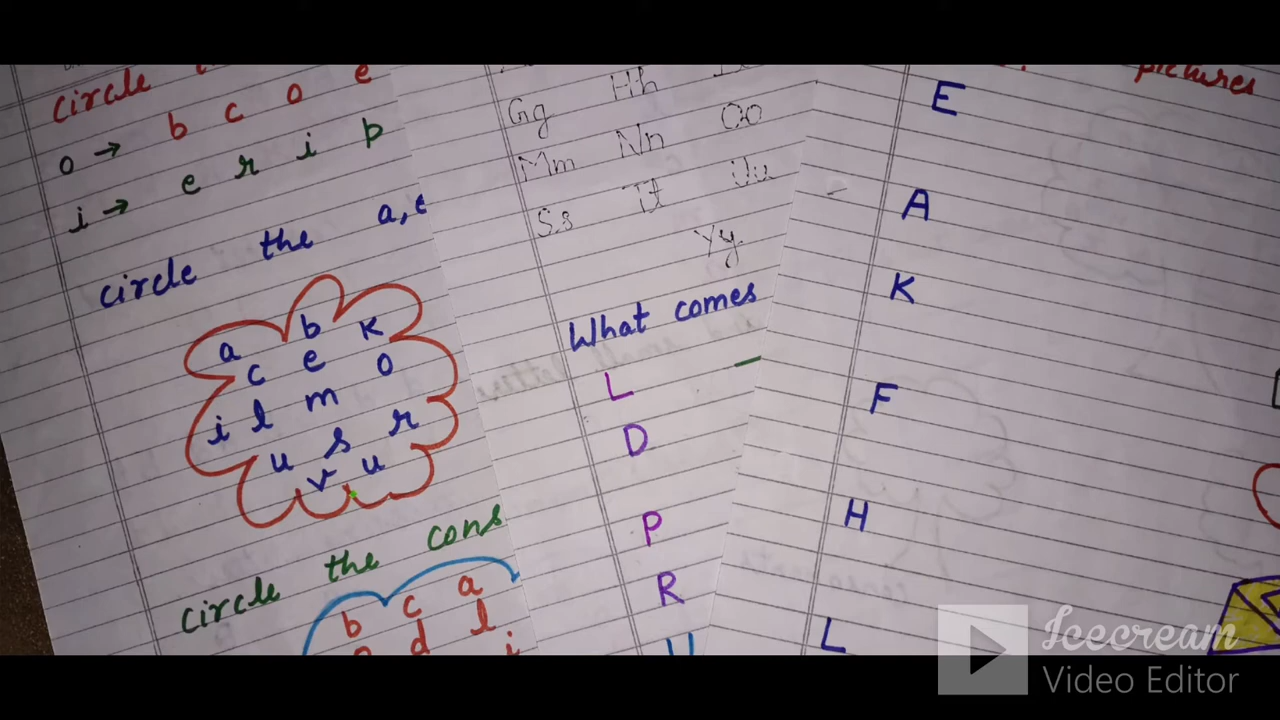 circle
o → b c o e
i → e r i p
circle the a, e
a b k
c e o
i l m
u s r
v u
circle the cons
b c a
d l
i
Hh
Gg
Mm Nn Oo
Ss Tt Uu
Yy
What comes
L
D
P
R
U
pictures
E
A
K
F
H
L
Icecream
Video Editor